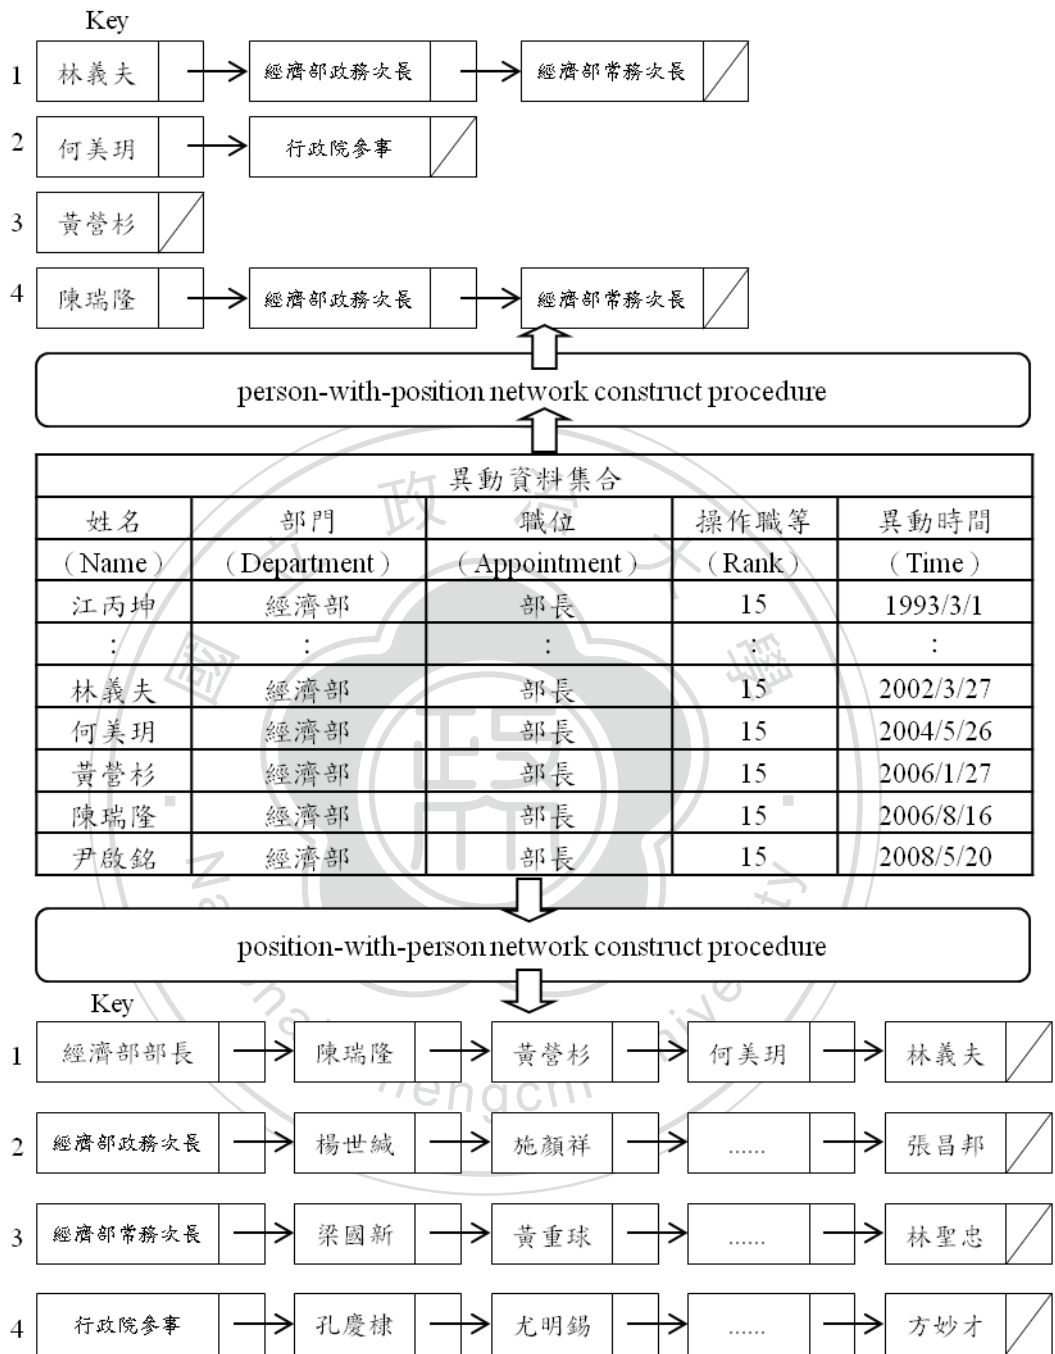 Key
1 林義夫 經濟部政務次長 經濟部常務次長
2 何美玥 行政院參事
3 黃營杉
4 陳瑞隆 經濟部政務次長 經濟部常務次長
person-with-position network construct procedure
異動資料集合
姓名 部門 職位 操作職等 異動時間
（Name） （Department） （Appointment） （Rank） （Time）
江丙坤 經濟部 部長 15 1993/3/1
: : : : :
林義夫 經濟部 部長 15 2002/3/27
何美玥 經濟部 部長 15 2004/5/26
黃營杉 經濟部 部長 15 2006/1/27
陳瑞隆 經濟部 部長 15 2006/8/16
尹啟銘 經濟部 部長 15 2008/5/20
position-with-person network construct procedure
Key
1 經濟部部長 陳瑞隆 黃營杉 何美玥 林義夫
2 經濟部政務次長 楊世緘 施顏祥 ...... 張昌邦
3 經濟部常務次長 梁國新 黃重球 ...... 林聖忠
4 行政院參事 孔慶棣 尤明錫 ...... 方妙才
國立政治大學
National Chengchi University